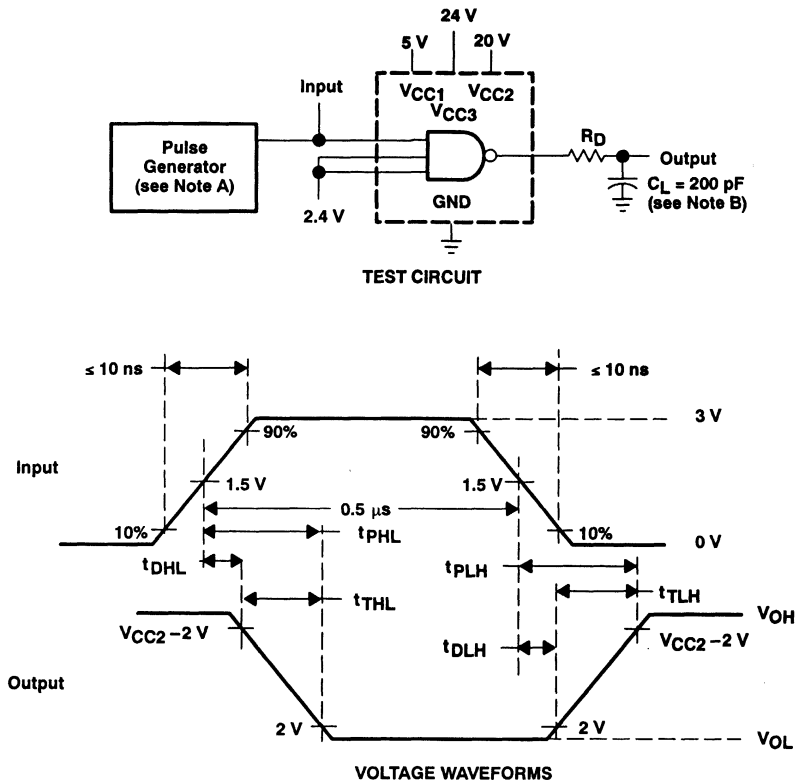 24 V
5 V
20 V
Input
VCC1
VCC2
VCC3
Pulse
Generator
(see Note A)
2.4 V
GND
RD
Output
CL = 200 pF
(see Note B)
TEST CIRCUIT
≤ 10 ns
≤ 10 ns
3 V
90%
90%
Input
1.5 V
1.5 V
0.5 µs
10%
10%
0 V
tPHL
tDHL
tPLH
tTHL
tTLH
VOH
VCC2 –2 V
VCC2 –2 V
tDLH
Output
2 V
2 V
VOL
VOLTAGE WAVEFORMS